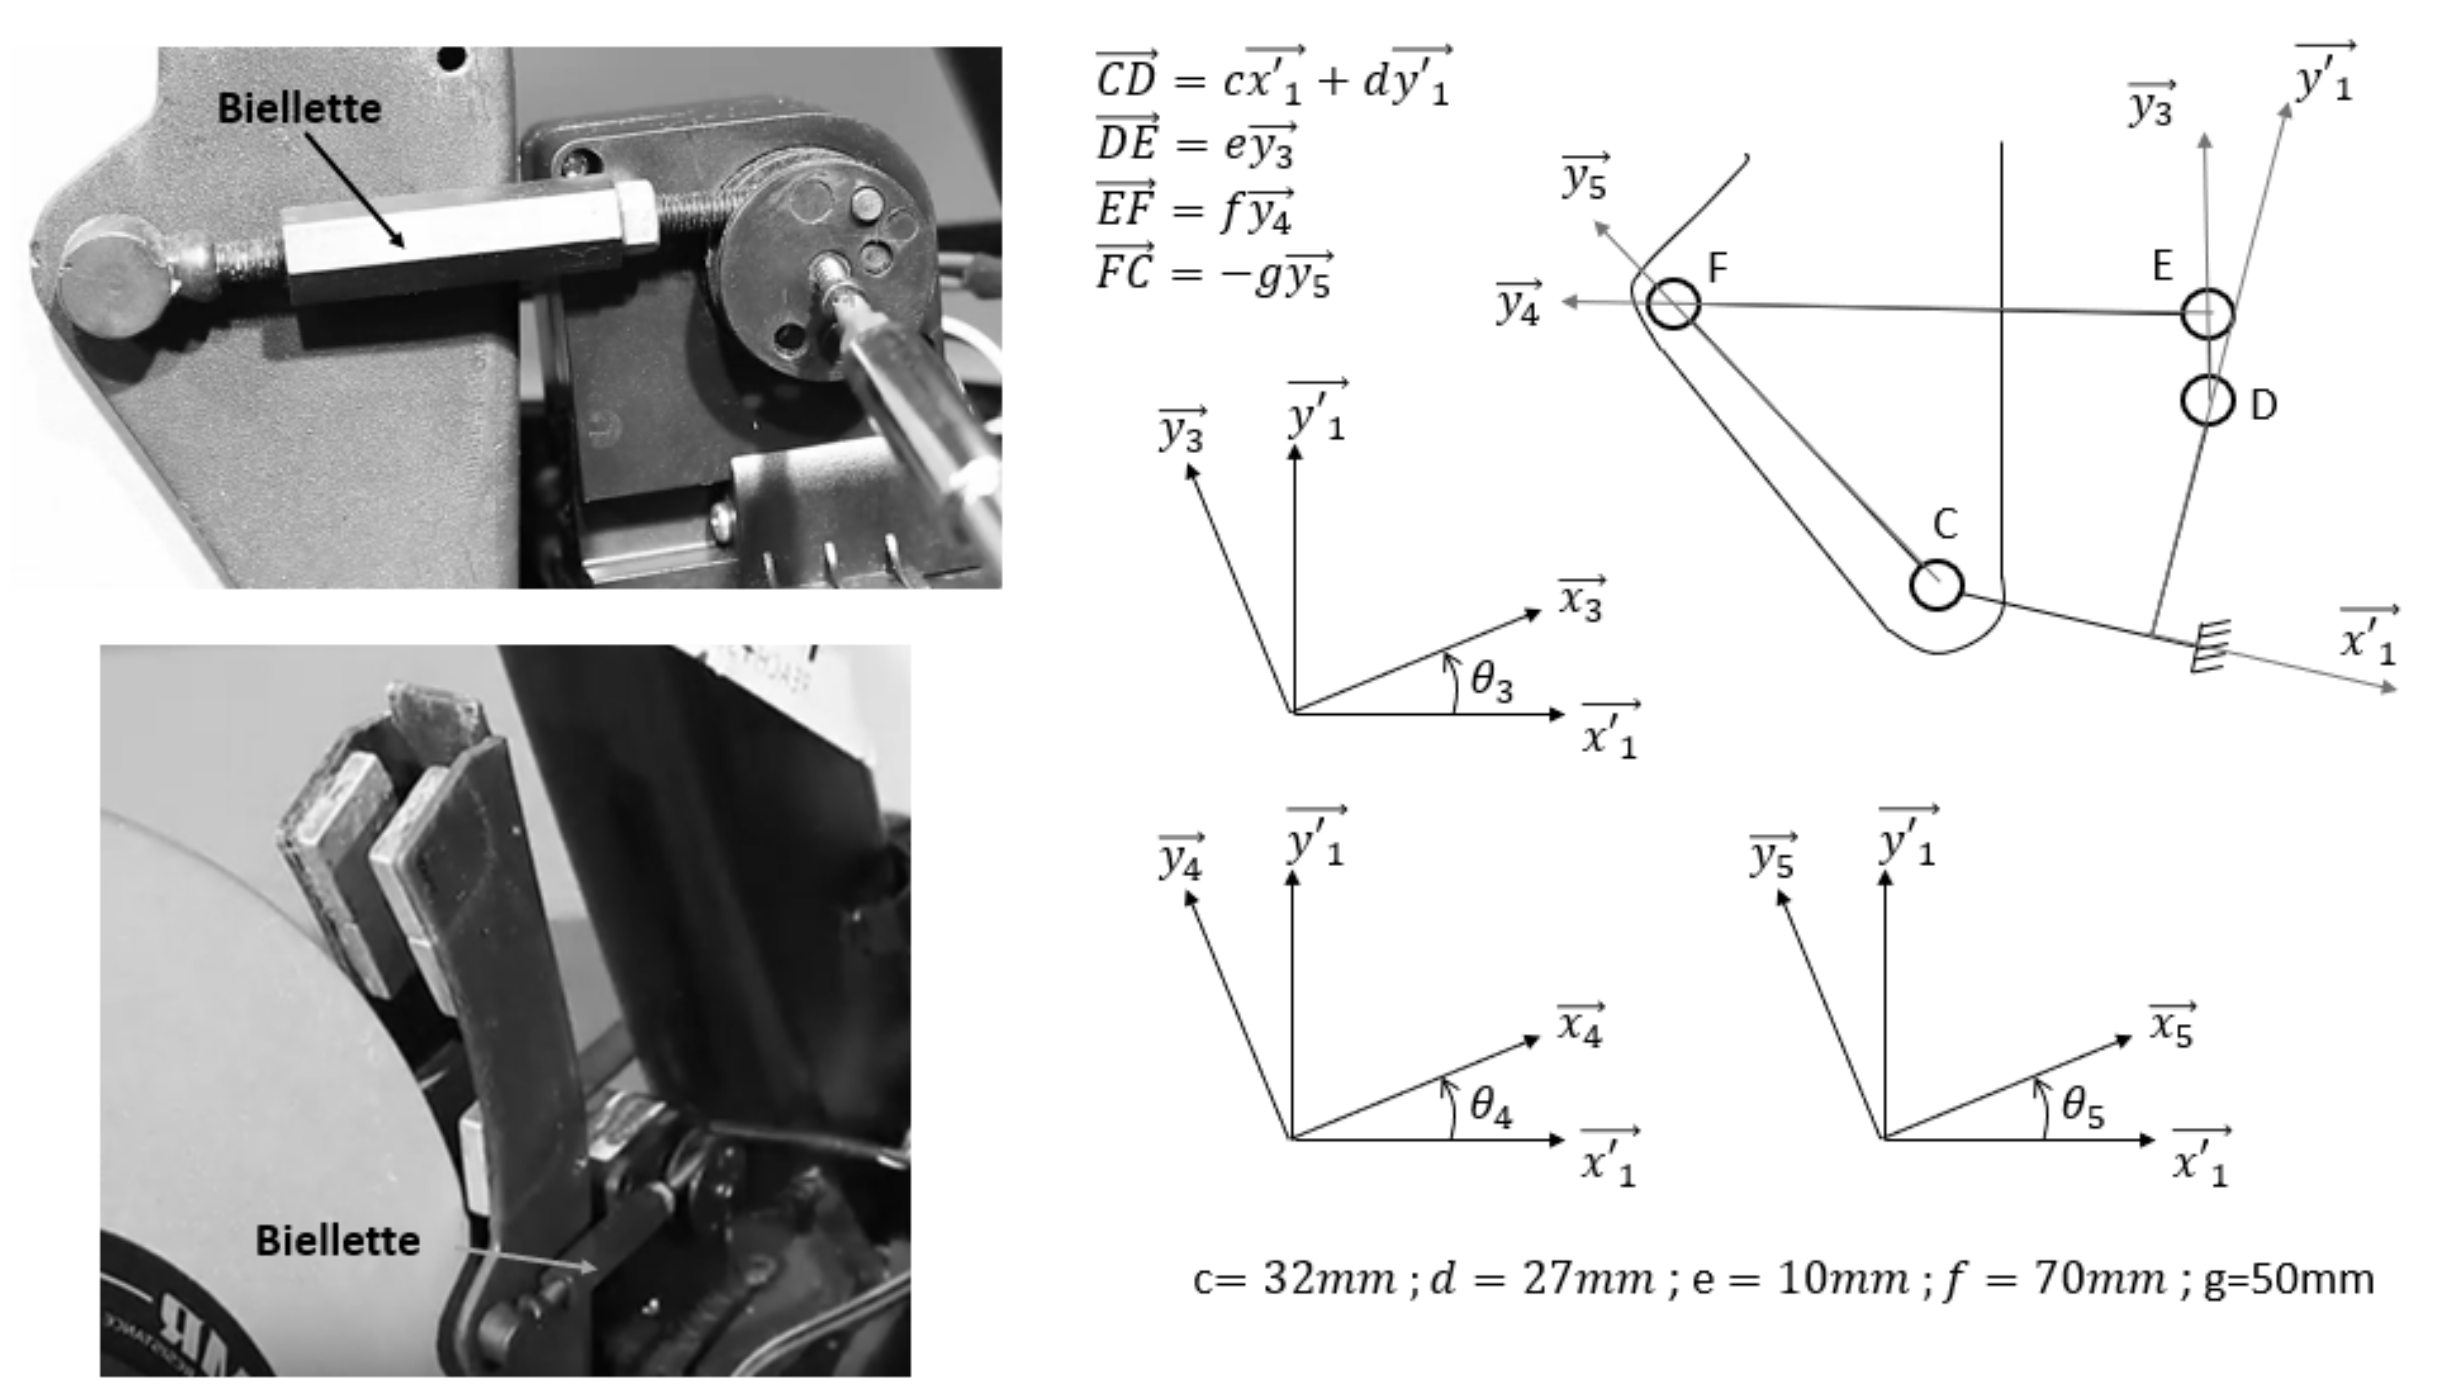 Biellette
Biellette
$\overrightarrow{CD} = c\overrightarrow{x'_1} + d\overrightarrow{y'_1}$
$\overrightarrow{DE} = e\overrightarrow{y_3}$
$\overrightarrow{EF} = f\overrightarrow{y_4}$
$\overrightarrow{FC} = -g\overrightarrow{y_5}$
$\overrightarrow{y'_1}$
$\overrightarrow{y_3}$
$\overrightarrow{y_5}$
F
E
$\overrightarrow{y_4}$
D
C
$\overrightarrow{x'_1}$
$\overrightarrow{y_3}$
$\overrightarrow{y'_1}$
$\overrightarrow{x_3}$
$\theta_3$
$\overrightarrow{x'_1}$
$\overrightarrow{y_4}$
$\overrightarrow{y'_1}$
$\overrightarrow{x_4}$
$\theta_4$
$\overrightarrow{x'_1}$
$\overrightarrow{y_5}$
$\overrightarrow{y'_1}$
$\overrightarrow{x_5}$
$\theta_5$
$\overrightarrow{x'_1}$
c= 32mm ; d = 27mm ; e = 10mm ; f = 70mm ; g=50mm